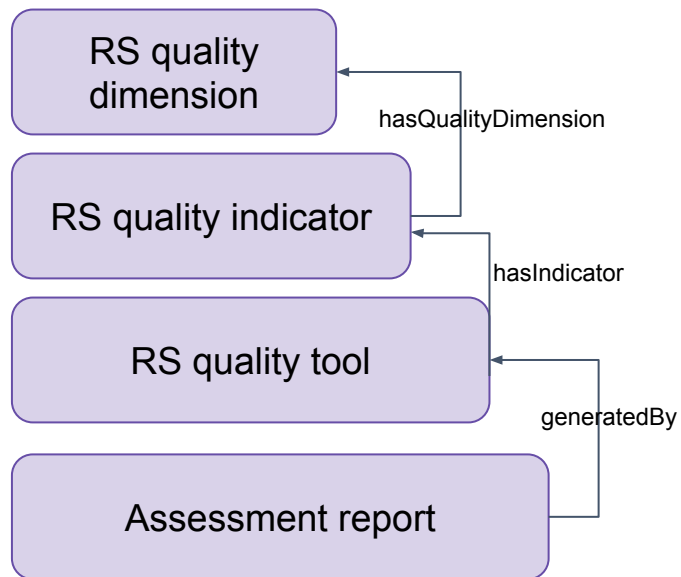 RS quality
dimension
hasQualityDimension
RS quality indicator
hasIndicator
RS quality tool
generatedBy
Assessment report